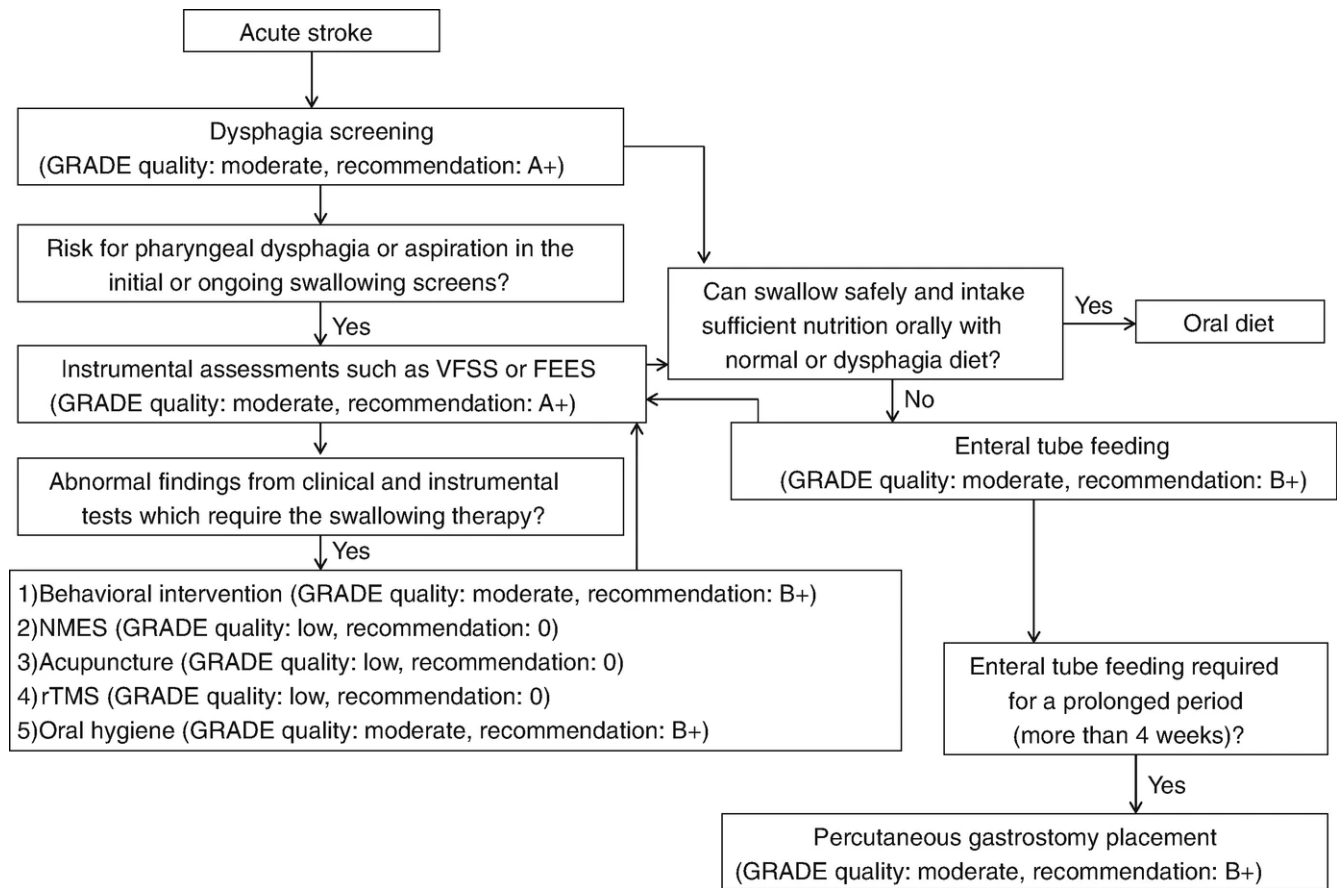 Acute stroke
Dysphagia screening
(GRADE quality: moderate, recommendation: A+)
Risk for pharyngeal dysphagia or aspiration in the
initial or ongoing swallowing screens?
Yes
Instrumental assessments such as VFSS or FEES
(GRADE quality: moderate, recommendation: A+)
Abnormal findings from clinical and instrumental
tests which require the swallowing therapy?
Yes
1)Behavioral intervention (GRADE quality: moderate, recommendation: B+)
2)NMES (GRADE quality: low, recommendation: 0)
3)Acupuncture (GRADE quality: low, recommendation: 0)
4)rTMS (GRADE quality: low, recommendation: 0)
5)Oral hygiene (GRADE quality: moderate, recommendation: B+)
Can swallow safely and intake
sufficient nutrition orally with
normal or dysphagia diet?
Yes
Oral diet
No
Enteral tube feeding
(GRADE quality: moderate, recommendation: B+)
Enteral tube feeding required
for a prolonged period
(more than 4 weeks)?
Yes
Percutaneous gastrostomy placement
(GRADE quality: moderate, recommendation: B+)